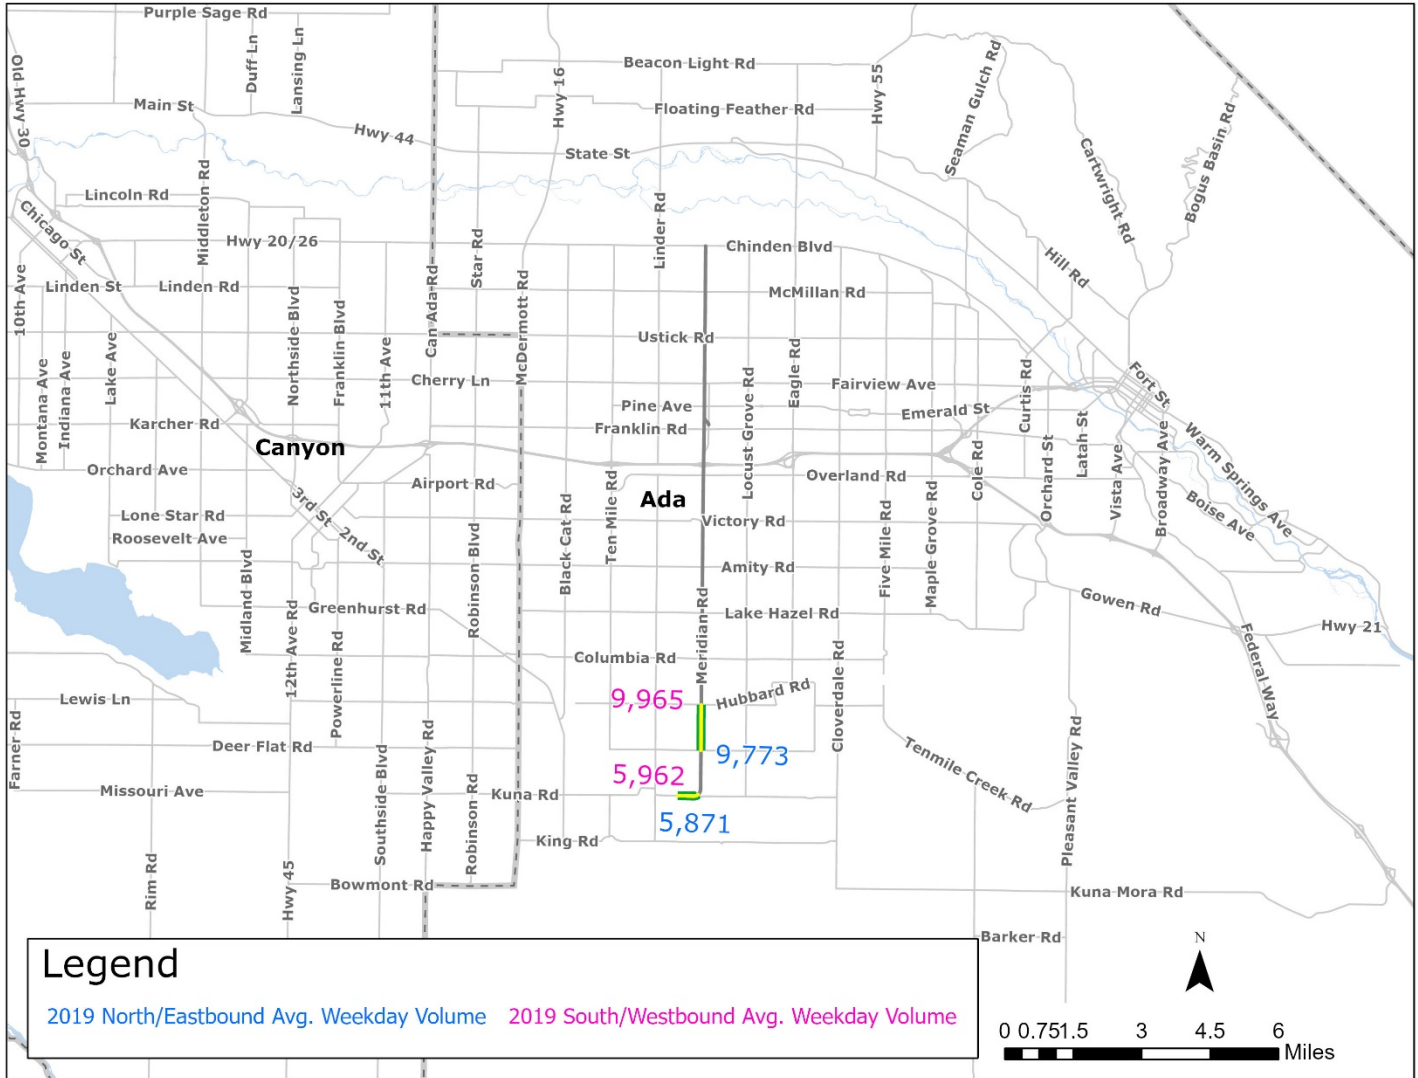 Purple Sage Rd
Old Hwy 30
Duff Ln
Lansing Ln
Main St
Hwy 44
Hwy 16
Beacon Light Rd
Floating Feather Rd
Hwy 55
Seaman Gulch Rd
Cartwright Rd
Bogus Basin Rd
State St
Lincoln Rd
Middleton Rd
Chicago St
Hwy 20/26
Star Rd
Linder Rd
Chinden Blvd
Hill Rd
10th Ave
Linden St
Linden Rd
Northside Blvd
Franklin Blvd
Can Ada Rd
McDermott Rd
McMillan Rd
Ustick Rd
Montana Ave
Indiana Ave
Lake Ave
11th Ave
Cherry Ln
Locust Grove Rd
Eagle Rd
Fairview Ave
Curtis Rd
Fort St
Pine Ave
Emerald St
Karcher Rd
Franklin Rd
Canyon
Cole Rd
Orchard St
Latah St
Vista Ave
Broadway Ave
Warm Springs Ave
Orchard Ave
Airport Rd
Overland Rd
Ten Mile Rd
Ada
3rd St
2nd St
Lone Star Rd
Roosevelt Ave
Black Cat Rd
Victory Rd
Five Mile Rd
Maple Grove Rd
Boise Ave
Amity Rd
Midland Blvd
Greenhurst Rd
Robinson Blvd
Meridian Rd
Lake Hazel Rd
Gowen Rd
Hwy 21
12th Ave Rd
Powerline Rd
Columbia Rd
Cloverdale Rd
Federal Way
Lewis Ln
9,965
Hubbard Rd
Farner Rd
Deer Flat Rd
Happy Valley Rd
9,773
Tenmile Creek Rd
Pleasant Valley Rd
5,962
Missouri Ave
Southside Blvd
Robinson Rd
Kuna Rd
5,871
King Rd
Rim Rd
Hwy 45
Bowmont Rd
Kuna Mora Rd
Barker Rd
Legend
2019 North/Eastbound Avg. Weekday Volume 2019 South/Westbound Avg. Weekday Volume
N
0 0.75 1.5 3 4.5 6
Miles